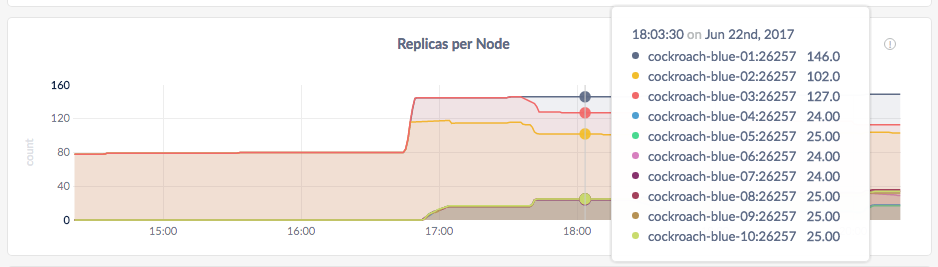 Replicas per Node
18:03:30 on Jun 22nd, 2017
cockroach-blue-01:26257 146.0
cockroach-blue-02:26257 102.0
cockroach-blue-03:26257 127.0
cockroach-blue-04:26257 24.00
cockroach-blue-05:26257 25.00
cockroach-blue-06:26257 24.00
cockroach-blue-07:26257 24.00
cockroach-blue-08:26257 25.00
cockroach-blue-09:26257 25.00
cockroach-blue-10:26257 25.00
160
120
80
40
0
count
15:00
16:00
17:00
18:00